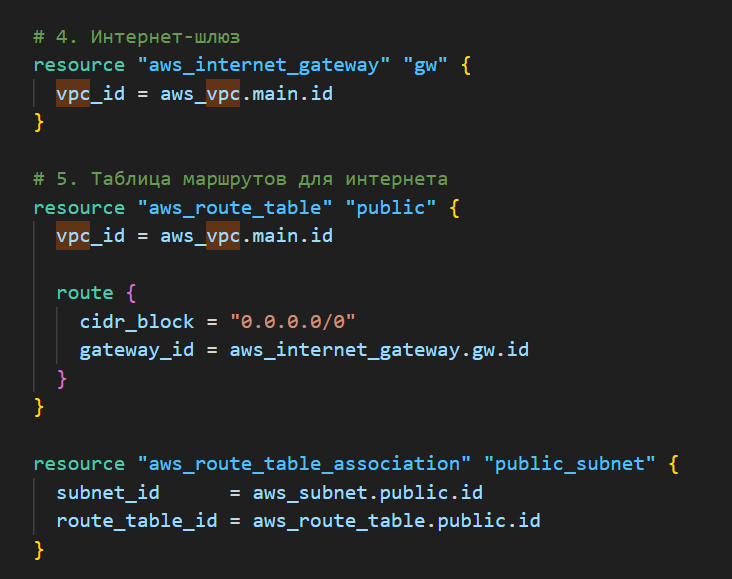 # 4. Интернет-шлюз
resource "aws_internet_gateway" "gw" {
  vpc_id = aws_vpc.main.id
}

# 5. Таблица маршрутов для интернета
resource "aws_route_table" "public" {
  vpc_id = aws_vpc.main.id

  route {
    cidr_block = "0.0.0.0/0"
    gateway_id = aws_internet_gateway.gw.id
  }
}

resource "aws_route_table_association" "public_subnet" {
  subnet_id      = aws_subnet.public.id
  route_table_id = aws_route_table.public.id
}